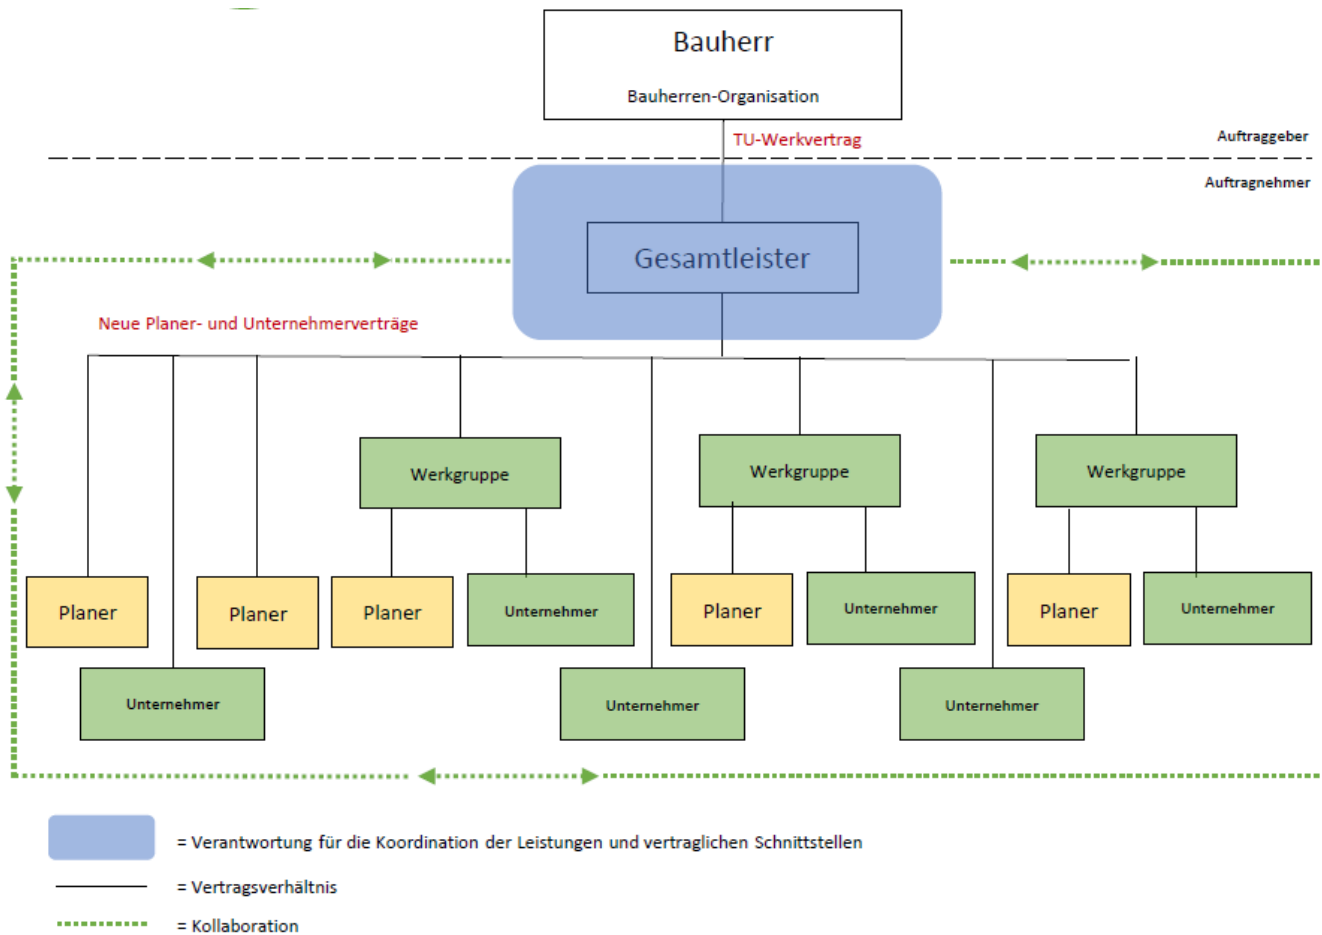 Bauherr
Bauherren-Organisation
TU-Werkvertrag
Auftraggeber
Auftragnehmer
Gesamtleister
Neue Planer- und Unternehmerverträge
Werkgruppe
Werkgruppe
Werkgruppe
Planer
Planer
Planer
Unternehmer
Planer
Unternehmer
Planer
Unternehmer
Unternehmer
Unternehmer
Unternehmer
= Verantwortung für die Koordination der Leistungen und vertraglichen Schnittstellen
= Vertragsverhältnis
= Kollaboration